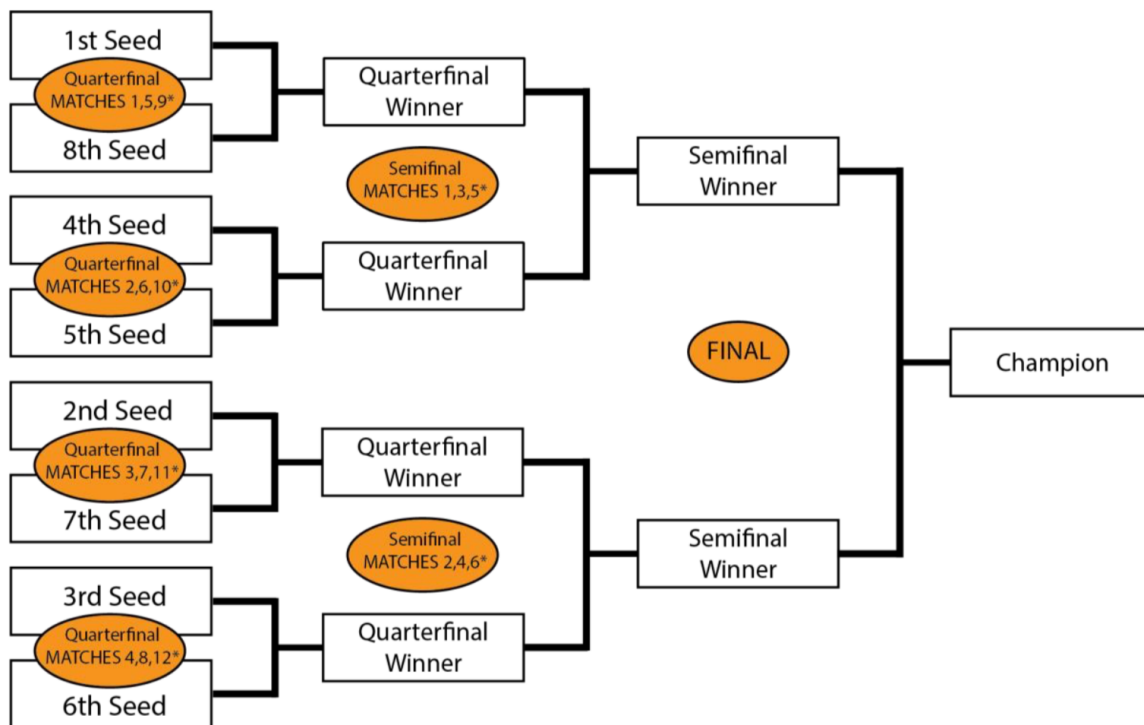 1st Seed
Quarterfinal
MATCHES 1,5,9*
8th Seed
4th Seed
Quarterfinal
MATCHES 2,6,10*
5th Seed
2nd Seed
Quarterfinal
MATCHES 3,7,11*
7th Seed
3rd Seed
Quarterfinal
MATCHES 4,8,12*
6th Seed
Quarterfinal
Winner
Semifinal
MATCHES 1,3,5*
Quarterfinal
Winner
Quarterfinal
Winner
Semifinal
MATCHES 2,4,6*
Quarterfinal
Winner
Semifinal
Winner
FINAL
Semifinal
Winner
Champion